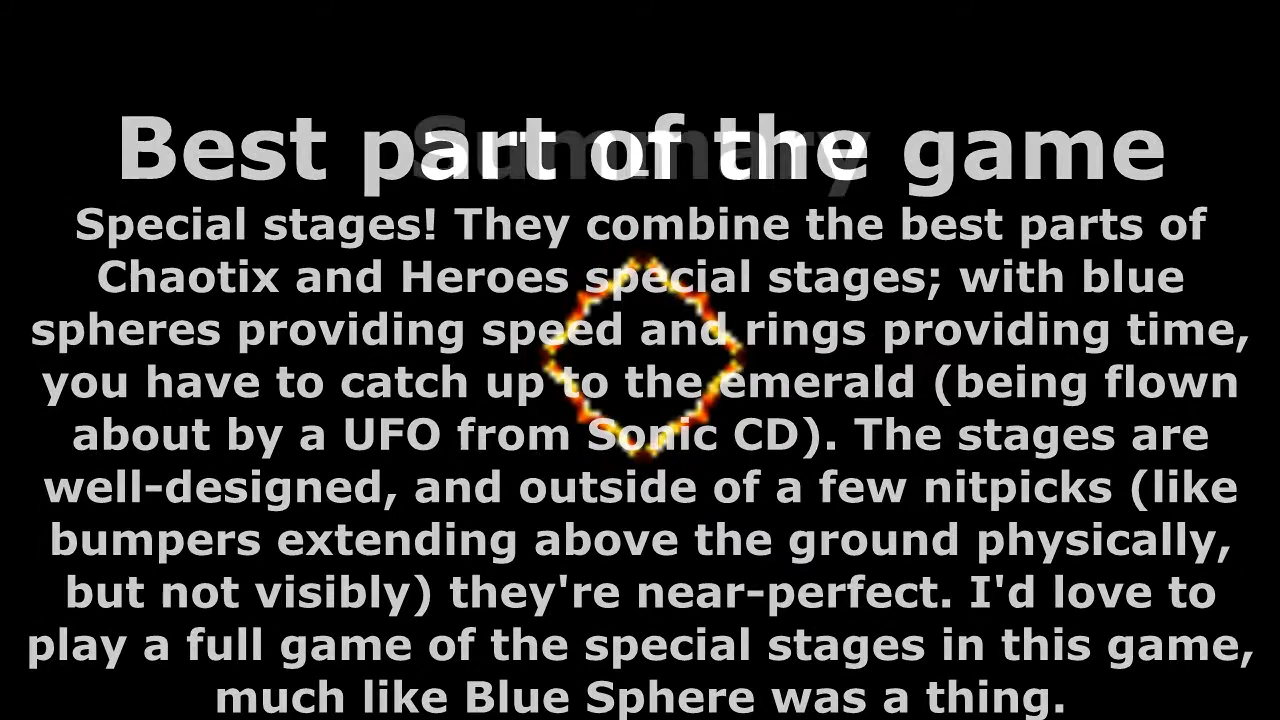 Summary
Best part of the game
Special stages! They combine the best parts of
Chaotix and Heroes special stages; with blue
spheres providing speed and rings providing time,
you have to catch up to the emerald (being flown
about by a UFO from Sonic CD). The stages are
well-designed, and outside of a few nitpicks (like
bumpers extending above the ground physically,
but not visibly) they're near-perfect. I'd love to
play a full game of the special stages in this game,
much like Blue Sphere was a thing.